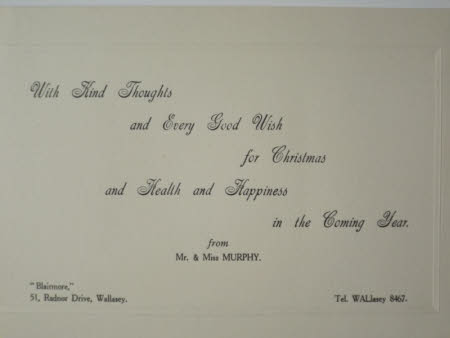 With Kind Thoughts
and Every Good Wish
for Christmas
and Health and Happiness
in the Coming Year.
from
Mr. & Miss MURPHY.
"Blairmore,"
51, Radnor Drive, Wallasey.
Tel. WALlasey 8467.